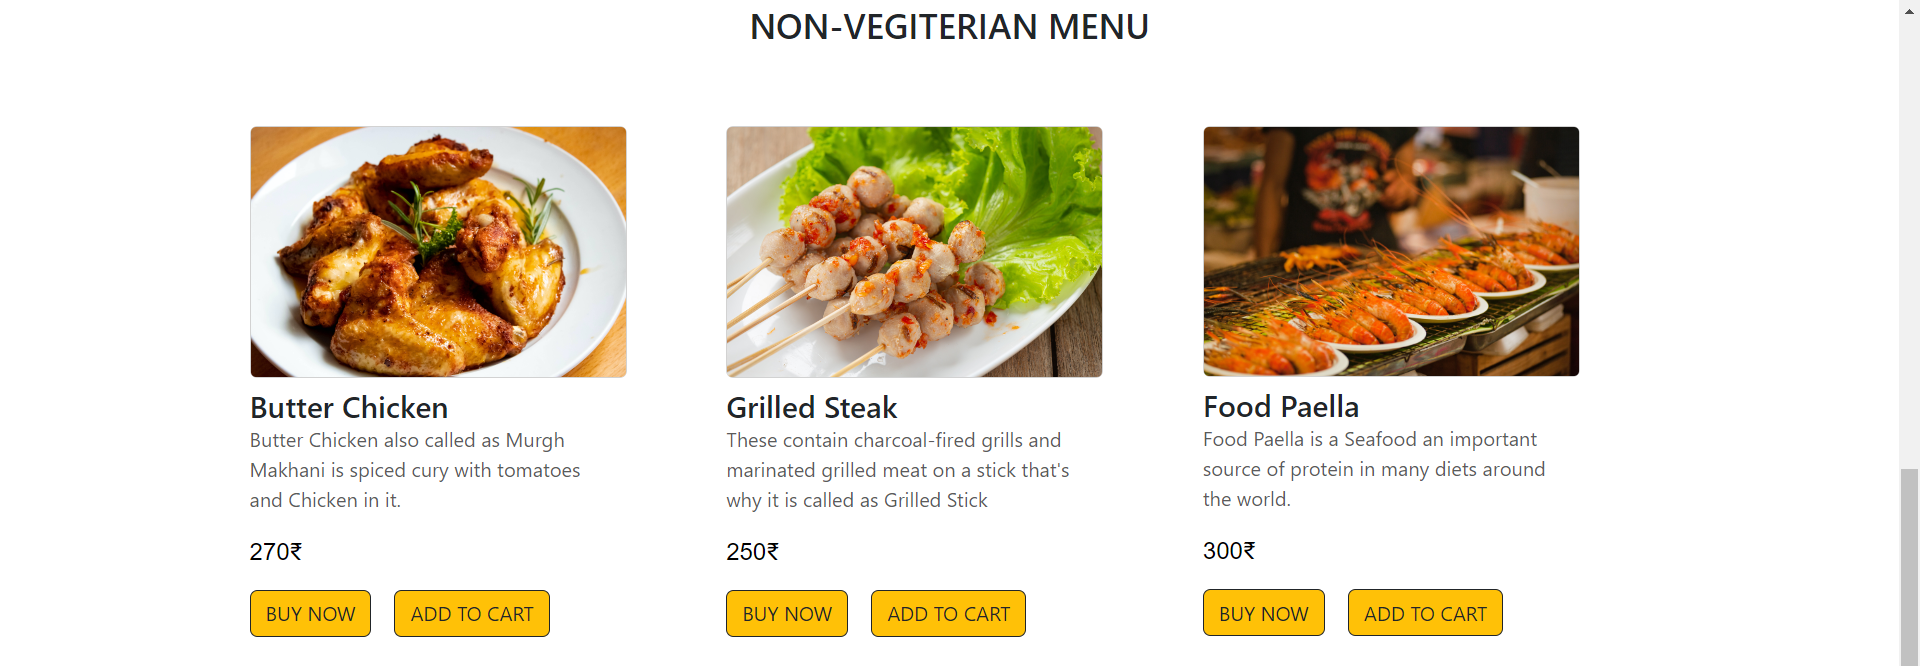 NON-VEGITERIAN MENU
Butter Chicken
Butter Chicken also called as Murgh
Makhani is spiced cury with tomatoes
and Chicken in it.
270₹
BUY NOW
ADD TO CART
Grilled Steak
These contain charcoal-fired grills and
marinated grilled meat on a stick that's
why it is called as Grilled Stick
250₹
BUY NOW
ADD TO CART
Food Paella
Food Paella is a Seafood an important
source of protein in many diets around
the world.
300₹
BUY NOW
ADD TO CART